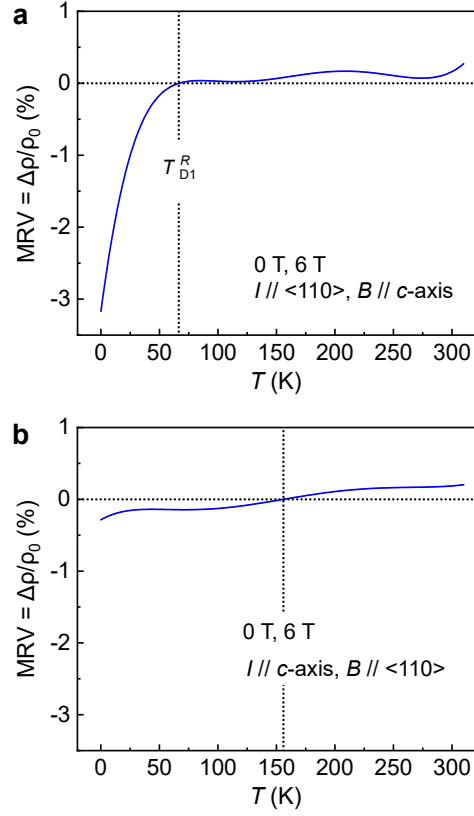 a
1
0
-1
-2
-3
MRV = Δρ/ρ0 (%)
T D1 R
0 T, 6 T
I // <110>, B // c-axis
0 50 100 150 200 250 300
T (K)
b
1
0
-1
-2
-3
MRV = Δρ/ρ0 (%)
0 T, 6 T
I // c-axis, B // <110>
0 50 100 150 200 250 300
T (K)